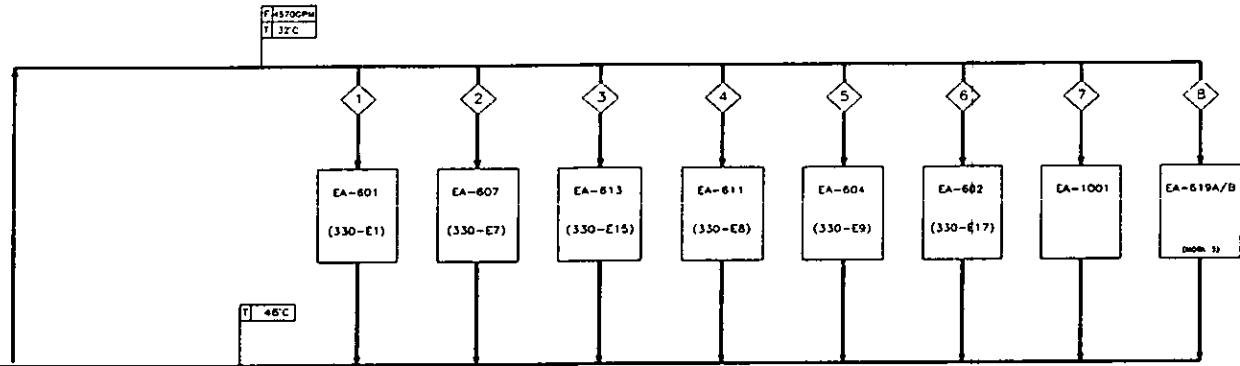 F 4570GPM
T 32°C
1 2 3 4 5 6 7 8
EA-601 EA-607 EA-613 EA-611 EA-604 EA-602 EA-1001 EA-619A/B
(330-E1) (330-E7) (330-E15) (330-E8) (330-E9) (330-E17)
T 46°C